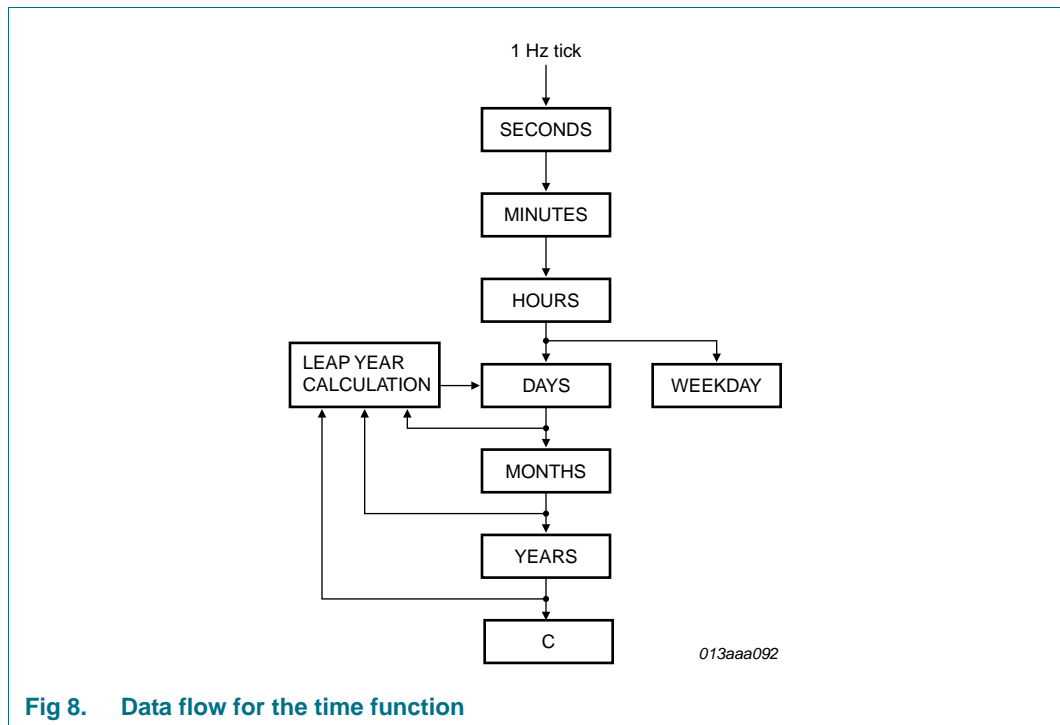 1 Hz tick
SECONDS
MINUTES
HOURS
LEAP YEAR
CALCULATION
DAYS
WEEKDAY
MONTHS
YEARS
C
013aaa092
Fig 8. Data flow for the time function